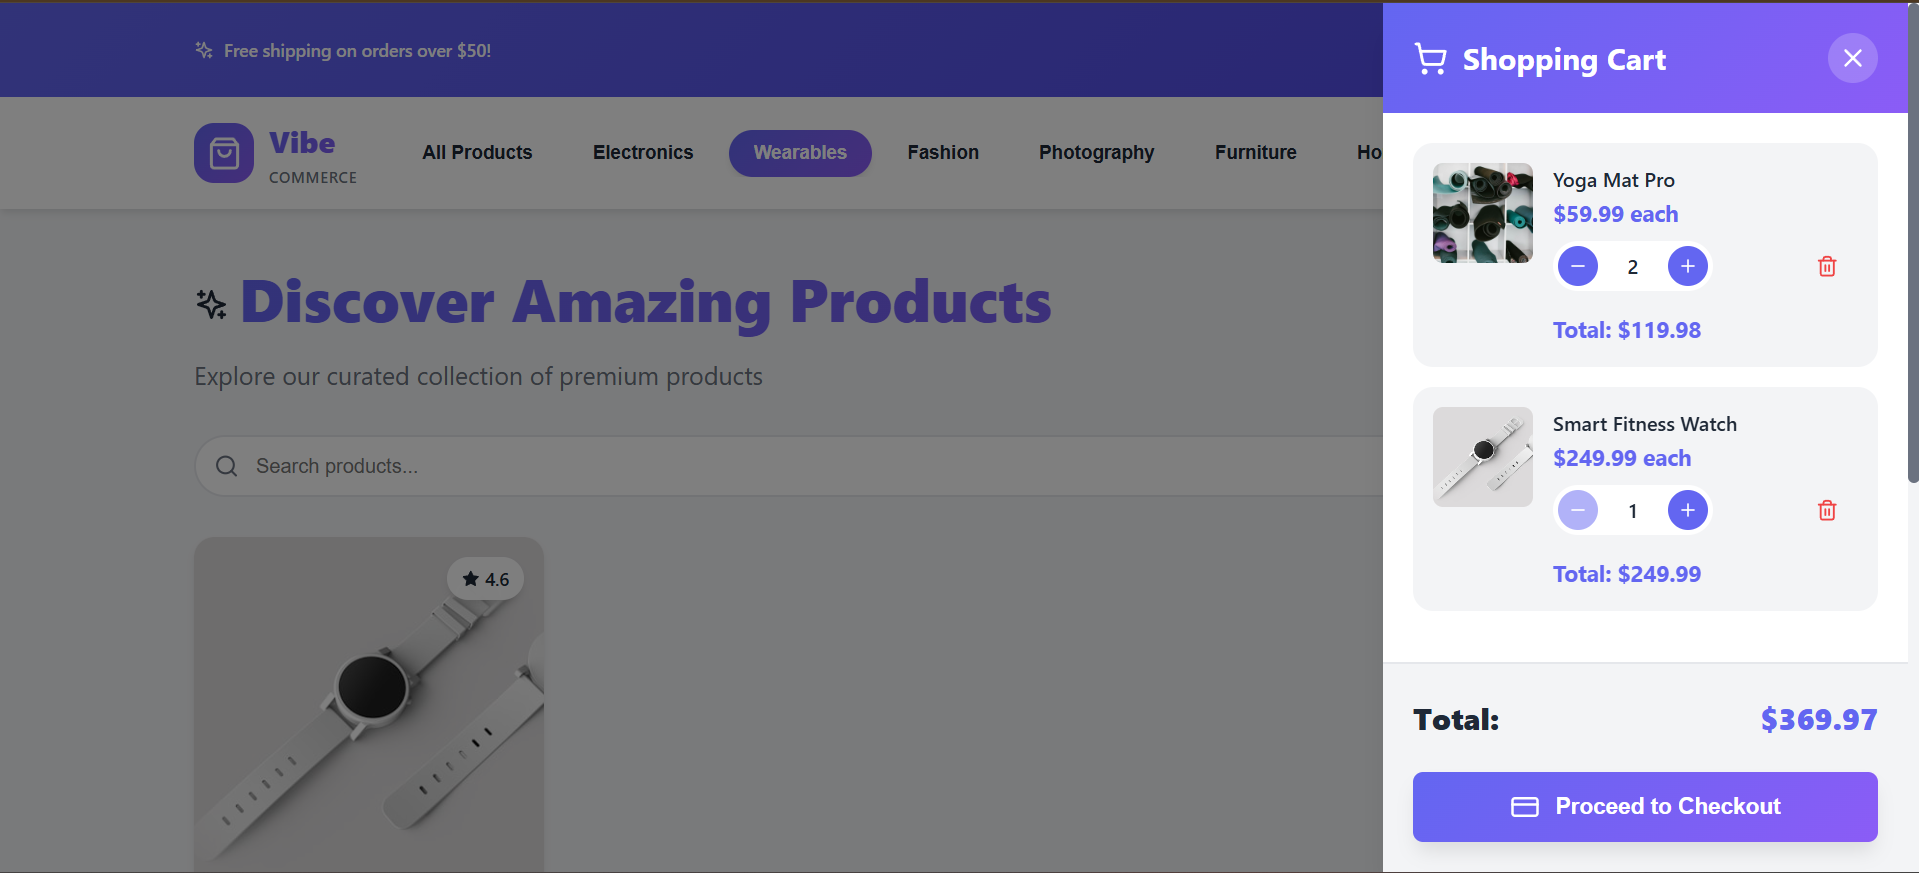 Free shipping on orders over $50!
Vibe
COMMERCE
All Products
Electronics
Wearables
Fashion
Photography
Furniture
Ho
Discover Amazing Products
Explore our curated collection of premium products
Search products...
4.6
Shopping Cart
Yoga Mat Pro
$59.99 each
2
Total: $119.98
Smart Fitness Watch
$249.99 each
1
Total: $249.99
Total: $369.97
Proceed to Checkout